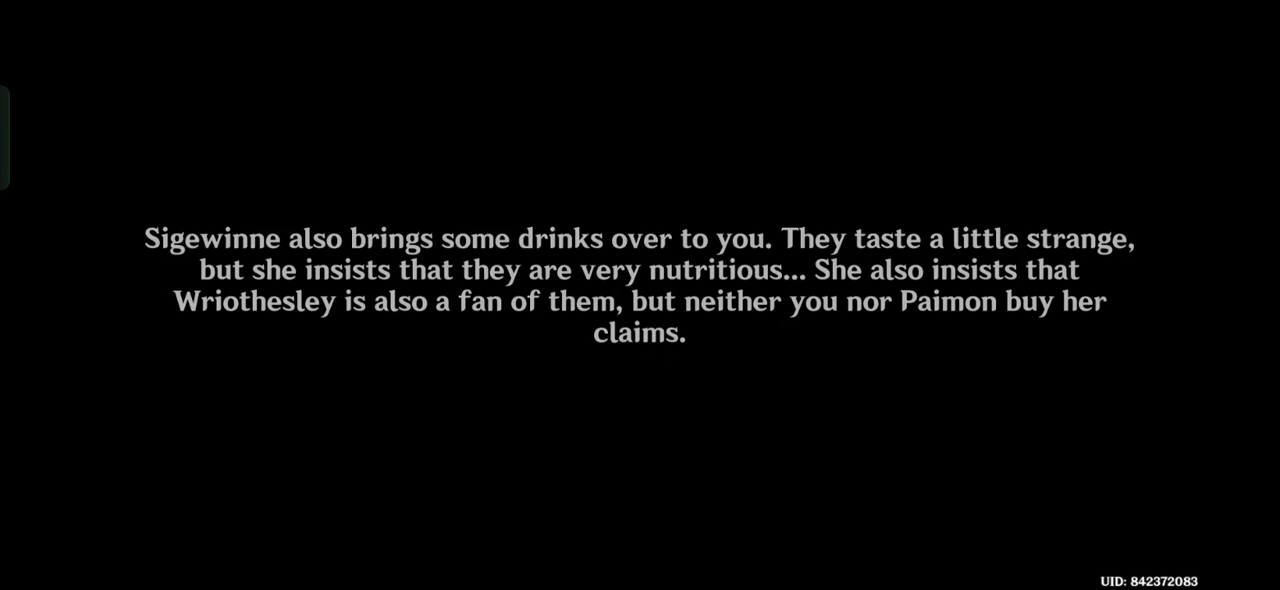 Sigewinne also brings some drinks over to you. They taste a little strange,
but she insists that they are very nutritious... She also insists that
Wriothesley is also a fan of them, but neither you nor Paimon buy her
claims.
UID: 842372083